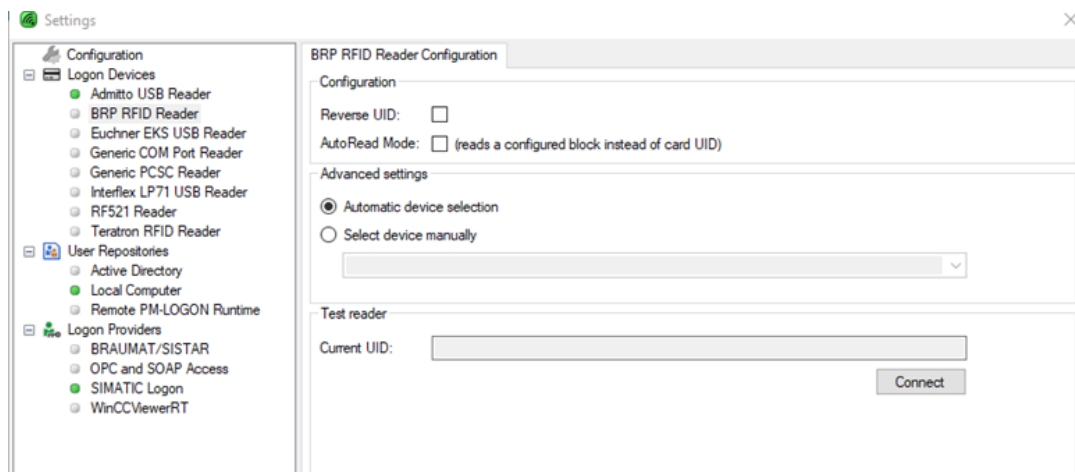 Settings
Configuration
Logon Devices
Admitto USB Reader
BRP RFID Reader
Euchner EKS USB Reader
Generic COM Port Reader
Generic PCSC Reader
Interflex LP71 USB Reader
RF521 Reader
Teratron RFID Reader
User Repositories
Active Directory
Local Computer
Remote PM-LOGON Runtime
Logon Providers
BRAUMAT/SISTAR
OPC and SOAP Access
SIMATIC Logon
WinCCViewerRT
BRP RFID Reader Configuration
Configuration
Reverse UID:
AutoRead Mode: (reads a configured block instead of card UID)
Advanced settings
Automatic device selection
Select device manually
Test reader
Current UID:
Connect